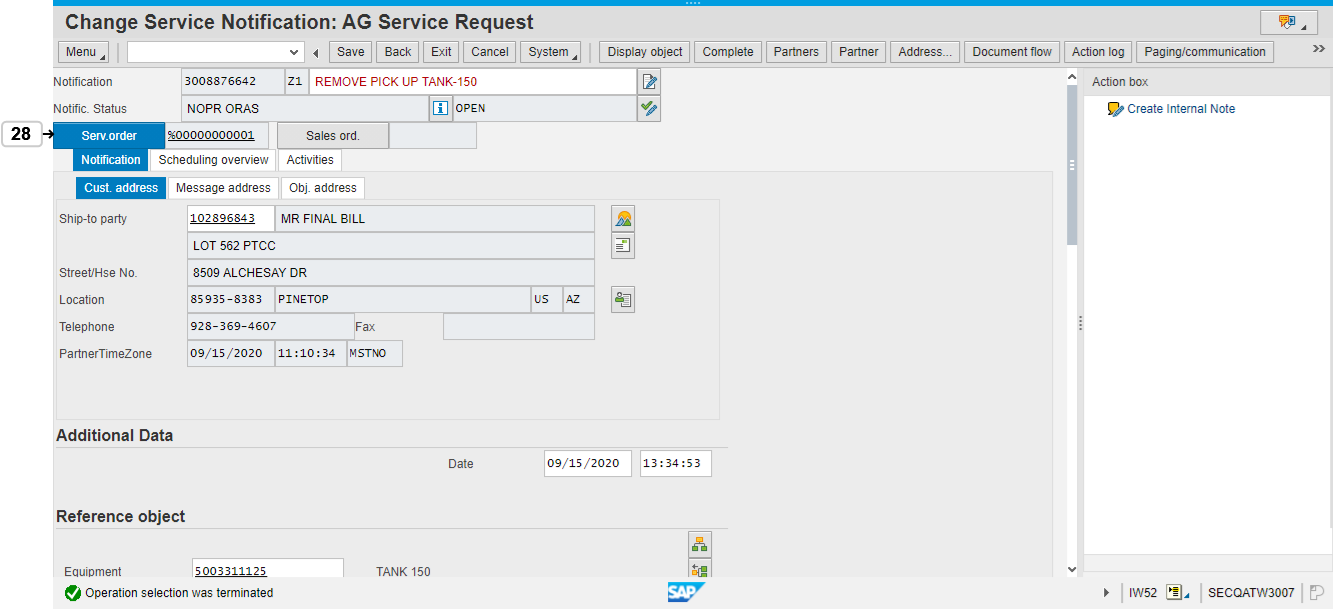 Change Service Notification: AG Service Request
Menu Save Back Exit Cancel System Display object Complete Partners Partner Address... Document flow Action log Paging/communication
Notification 3008876642 Z1 REMOVE PICK UP TANK-150
Action box
Notific. Status NOPR ORAS OPEN
Create Internal Note
28 Serv.order %00000000001 Sales ord.
Notification Scheduling overview Activities
Cust. address Message address Obj. address
Ship-to party 102896843 MR FINAL BILL
LOT 562 PTCC
Street/Hse No. 8509 ALCHESAY DR
Location 85935-8383 PINETOP US AZ
Telephone 928-369-4607 Fax
PartnerTimeZone 09/15/2020 11:10:34 MSTNO
Additional Data
Date 09/15/2020 13:34:53
Reference object
Equipment 5003311125 TANK 150
Operation selection was terminated SAP IW52 SECQATW3007